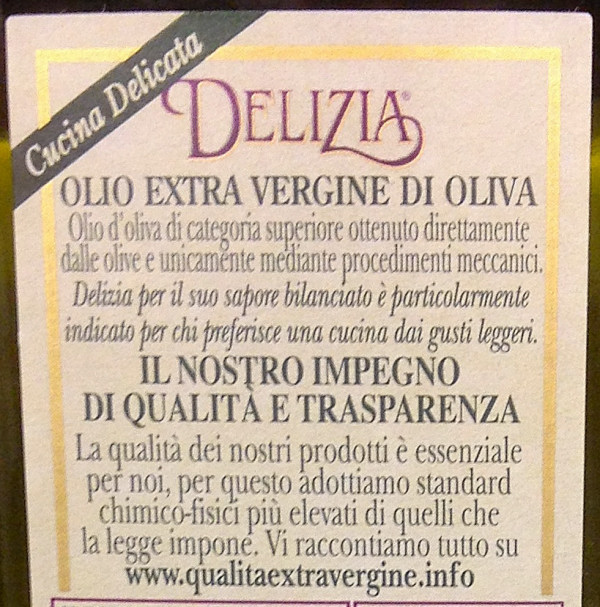 Cucina Delicata
DELIZIA®
OLIO EXTRA VERGINE DI OLIVA
Olio d'oliva di categoria superiore ottenuto direttamente
dalle olive e unicamente mediante procedimenti meccanici.
Delizia per il suo sapore bilanciato è particolarmente
indicato per chi preferisce una cucina dai gusti leggeri.
IL NOSTRO IMPEGNO
DI QUALITÀ E TRASPARENZA
La qualità dei nostri prodotti è essenziale
per noi, per questo adottiamo standard
chimico-fisici più elevati di quelli che
la legge impone. Vi raccontiamo tutto su
www.qualitaextravergine.info